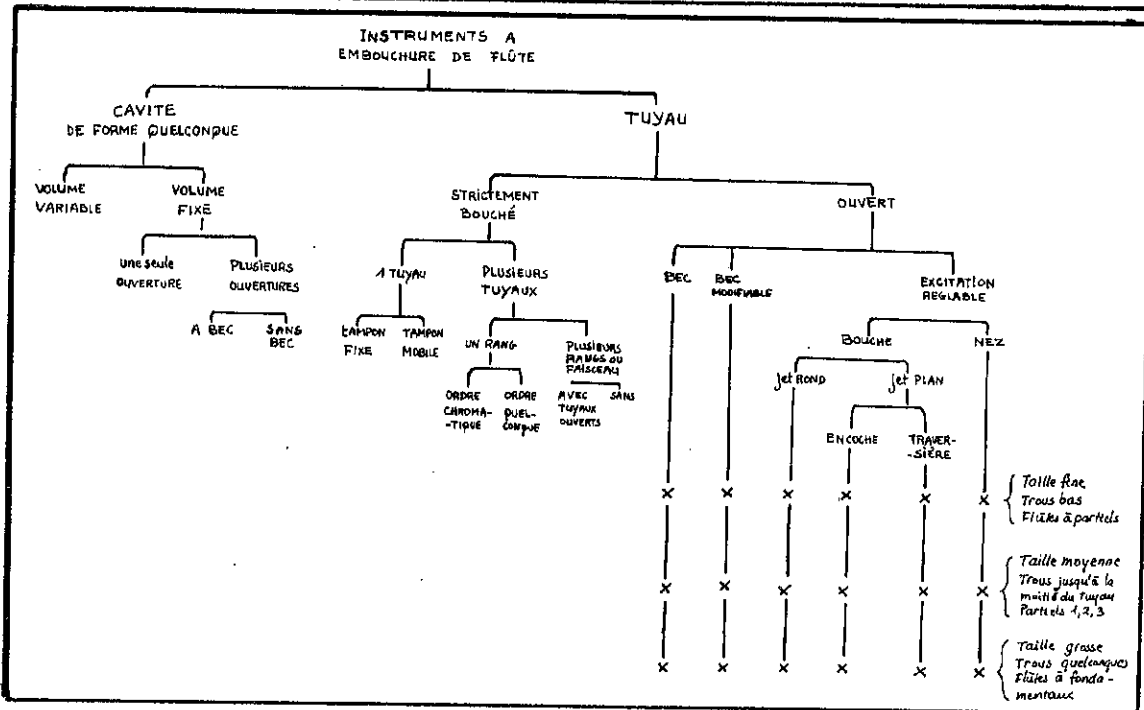 INSTRUMENTS A
EMBOUCHURE DE FLÛTE
CAVITE
DE FORME QUELCONQUE
TUYAU
VOLUME
VARIABLE
VOLUME
FIXE
STRICTEMENT
BOUCHÉ
OUVERT
une seule
OUVERTURE
PLUSIEURS
OUVERTURES
1 TUYAU
PLUSIEURS
TUYAUX
BEC
BEC
MODIFIABLE
EXCITATION
REGLABLE
A BEC
SANS
BEC
TAMPON
FIXE
TAMPON
MOBILE
UN RANG
PLUSIEURS
RANGS OU
FAISCEAU
BOUCHE
NEZ
jet ROND
jet PLAN
ORDRE
CHROMA-
-TIQUE
ORDRE
QUEL-
CONQUE
AVEC
TUYAUX
OUVERTS
SANS
ENCOCHE
TRAVER-
-SIÈRE
Taille fine
Trous bas
Flûtes à partiels
Taille moyenne
Trous jusqu'à la
moitié du tuyau
Partiels 1, 2, 3
Taille grosse
Trous quelconques
Flûtes à fonda-
mentaux